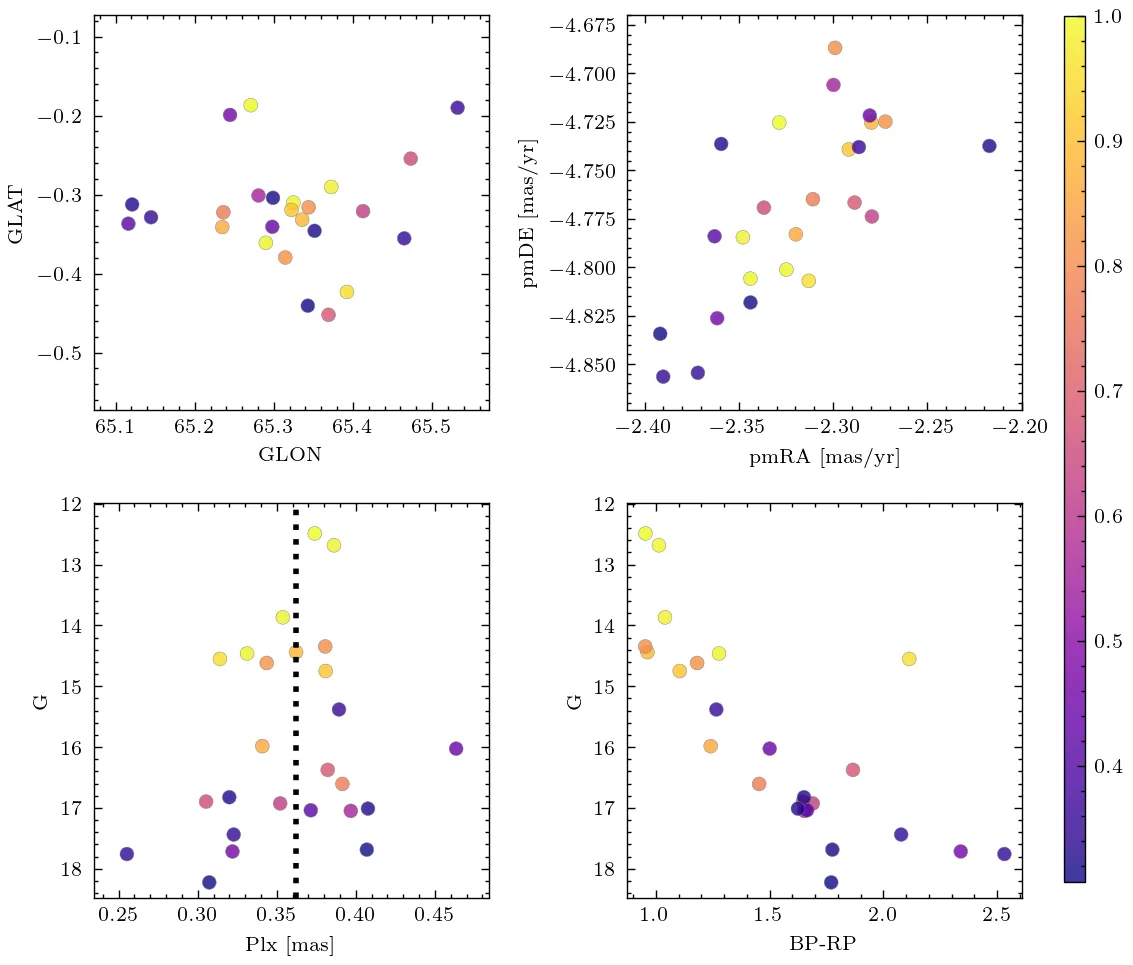 −0.1
−0.2
−0.3
−0.4
−0.5
GLAT
65.1 65.2 65.3 65.4 65.5
GLON
−4.675
−4.700
−4.725
−4.750
−4.775
−4.800
−4.825
−4.850
pmDE [mas/yr]
−2.40 −2.35 −2.30 −2.25 −2.20
pmRA [mas/yr]
12
13
14
15
16
17
18
G
0.25 0.30 0.35 0.40 0.45
Plx [mas]
12
13
14
15
16
17
18
G
1.0 1.5 2.0 2.5
BP-RP
1.0
0.9
0.8
0.7
0.6
0.5
0.4